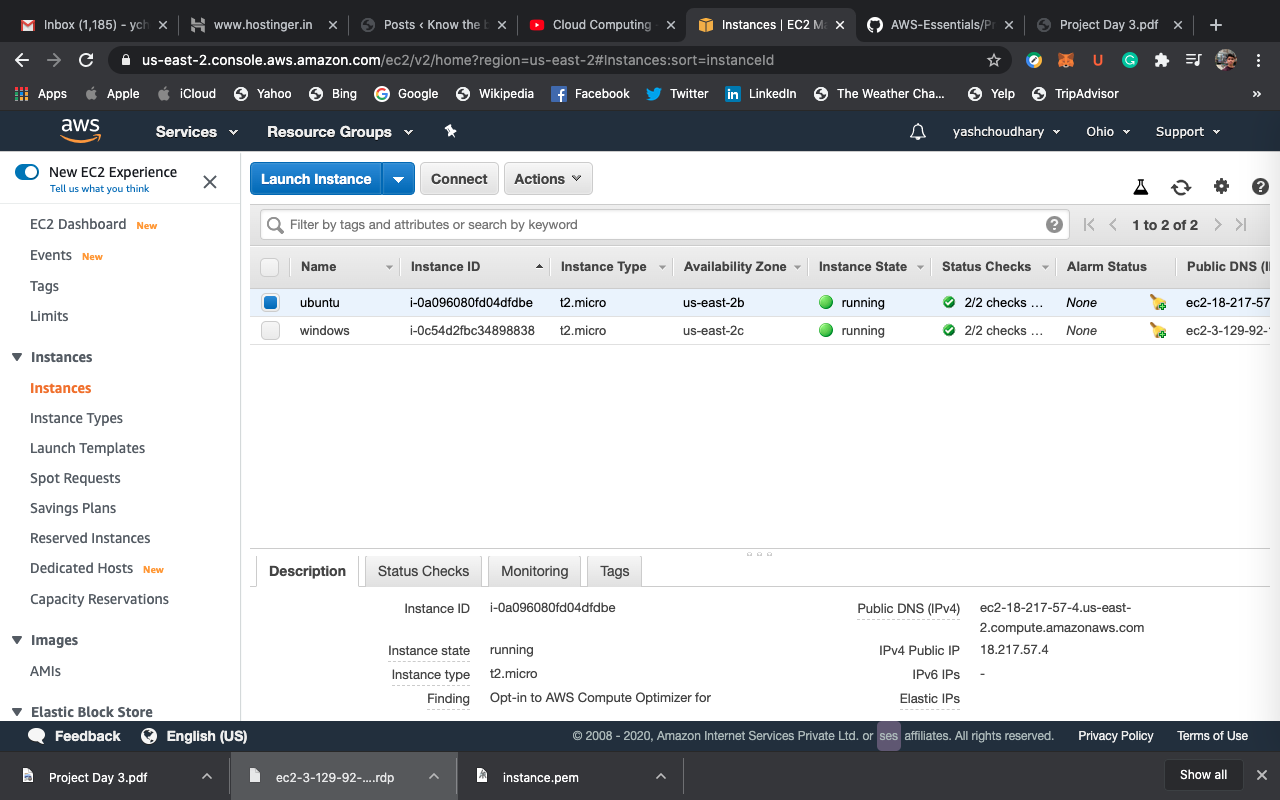 Inbox (1,185) - ych
www.hostinger.in
Posts ‹ Know the b
Cloud Computing
Instances | EC2 Ma
AWS-Essentials/Pr
Project Day 3.pdf
us-east-2.console.aws.amazon.com/ec2/v2/home?region=us-east-2#Instances:sort=instanceId
Apps Apple iCloud Yahoo Bing Google Wikipedia Facebook Twitter LinkedIn The Weather Cha... Yelp TripAdvisor »
aws Services Resource Groups yashchoudhary Ohio Support
New EC2 Experience
Tell us what you think
EC2 Dashboard New
Events New
Tags
Limits
Instances
Instances
Instance Types
Launch Templates
Spot Requests
Savings Plans
Reserved Instances
Dedicated Hosts New
Capacity Reservations
Images
AMIs
Elastic Block Store
Launch Instance Connect Actions
Filter by tags and attributes or search by keyword
1 to 2 of 2
Name Instance ID Instance Type Availability Zone Instance State Status Checks Alarm Status Public DNS (I
ubuntu i-0a096080fd04dfdbe t2.micro us-east-2b running 2/2 checks ... None ec2-18-217-57
windows i-0c54d2fbc34898838 t2.micro us-east-2c running 2/2 checks ... None ec2-3-129-92-
Description Status Checks Monitoring Tags
Instance ID i-0a096080fd04dfdbe
Instance state running
Instance type t2.micro
Finding Opt-in to AWS Compute Optimizer for
Public DNS (IPv4) ec2-18-217-57-4.us-east-
2.compute.amazonaws.com
IPv4 Public IP 18.217.57.4
IPv6 IPs -
Elastic IPs
Feedback English (US) © 2008 - 2020, Amazon Internet Services Private Ltd. or ses affiliates. All rights reserved. Privacy Policy Terms of Use
Project Day 3.pdf ec2-3-129-92-....rdp instance.pem Show all